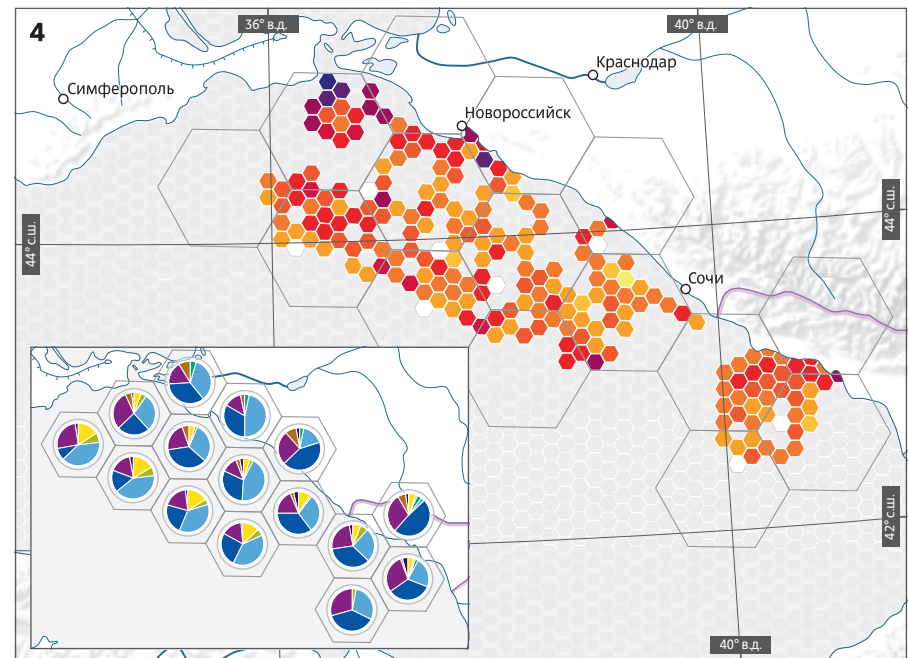 4
36° в.д.
40° в.д.
Краснодар
Симферополь
Новороссийск
44° с.ш.
44° с.ш.
Сочи
42° с.ш.
40° в.д.